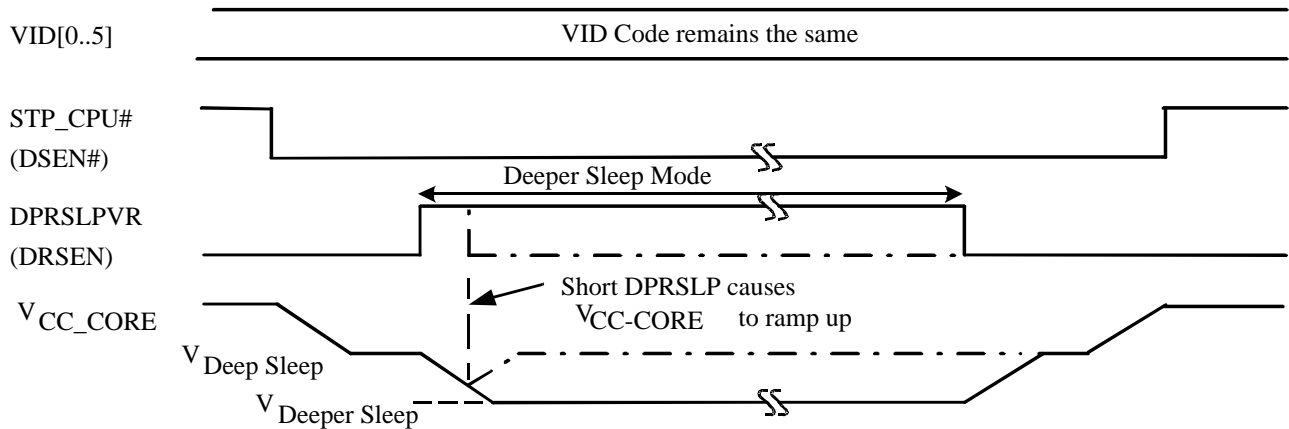 VID[0..5]
VID Code remains the same
STP_CPU#
(DSEN#)
Deeper Sleep Mode
DPRSLPVR
(DRSEN)
Short DPRSLP causes
VCC-CORE to ramp up
VCC_CORE
VDeep Sleep
VDeeper Sleep